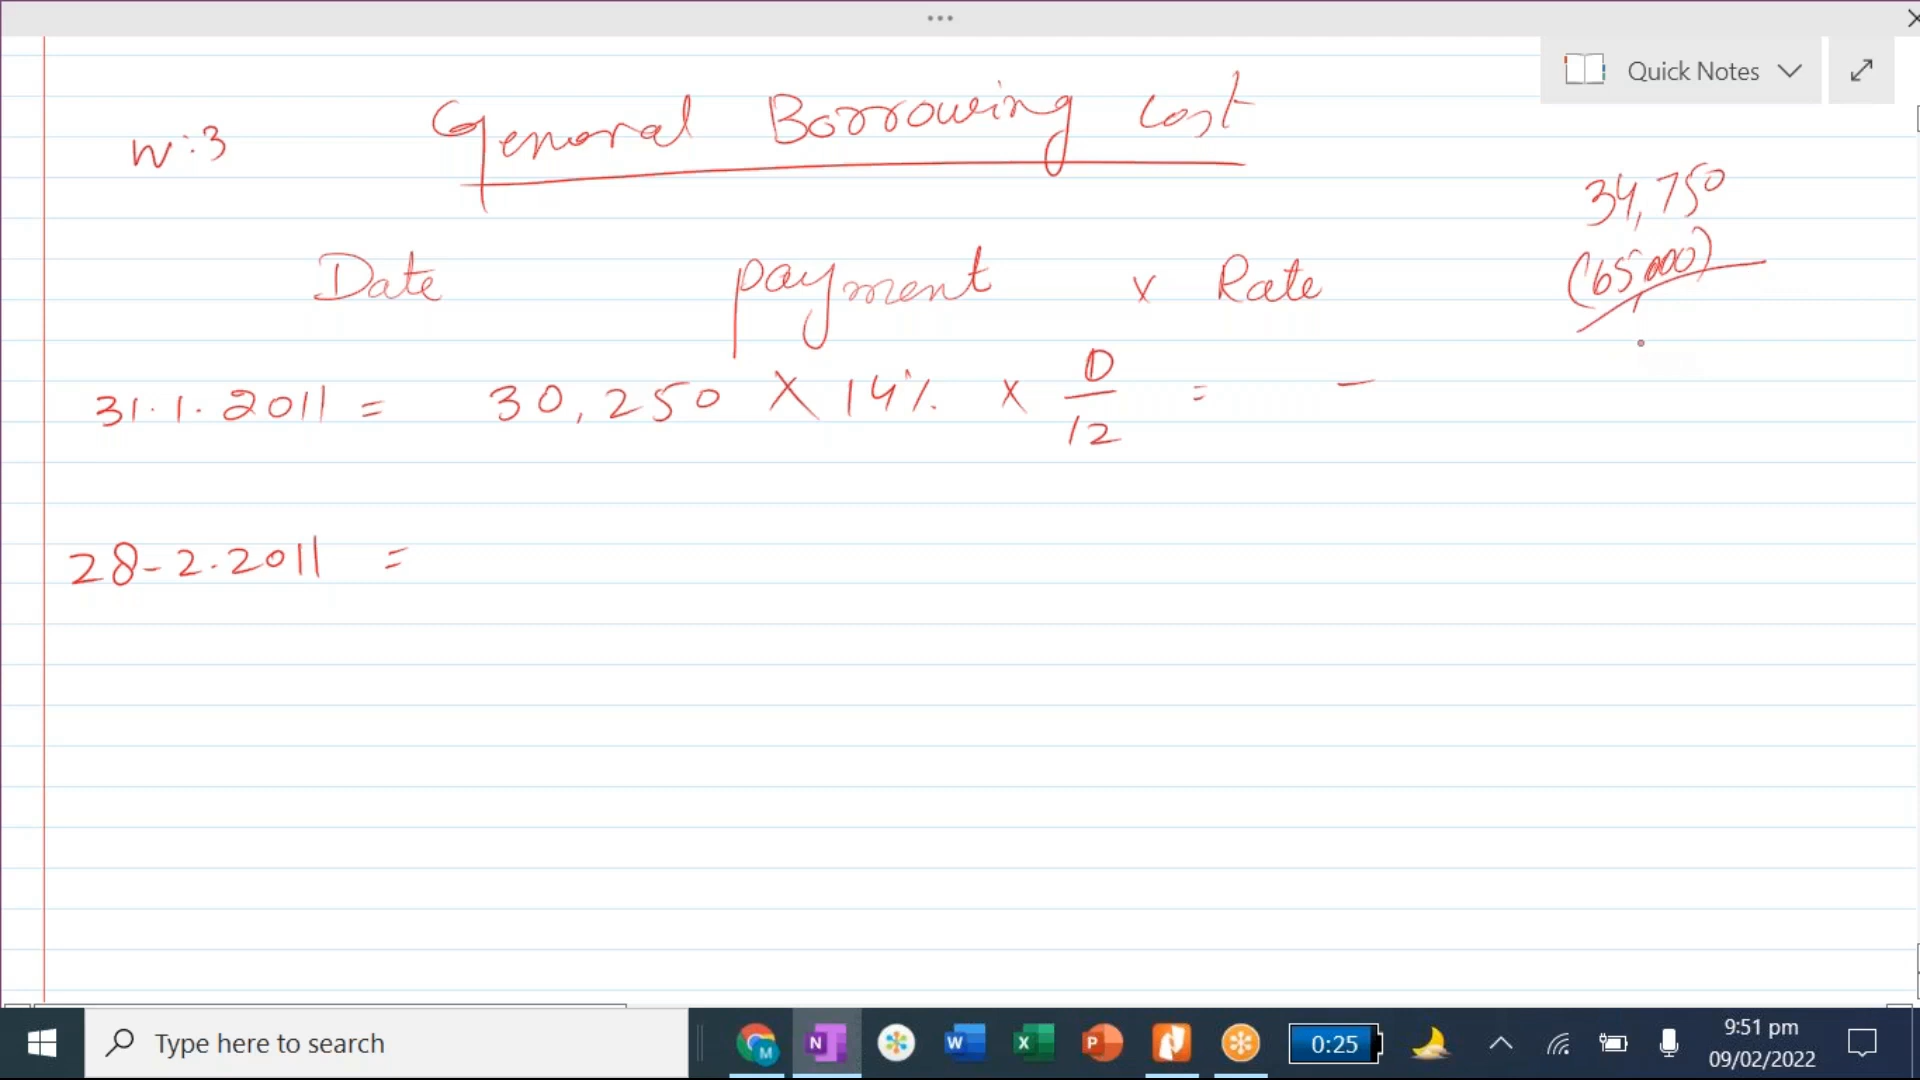 Quick Notes
W:3 General Borrowing Cost
34,750
(65,000)
Date payment x Rate
31.1.2011 = 30,250 X 14% X 0/12 = –
28-2.2011 =
Type here to search
0:25
9:51 pm
09/02/2022